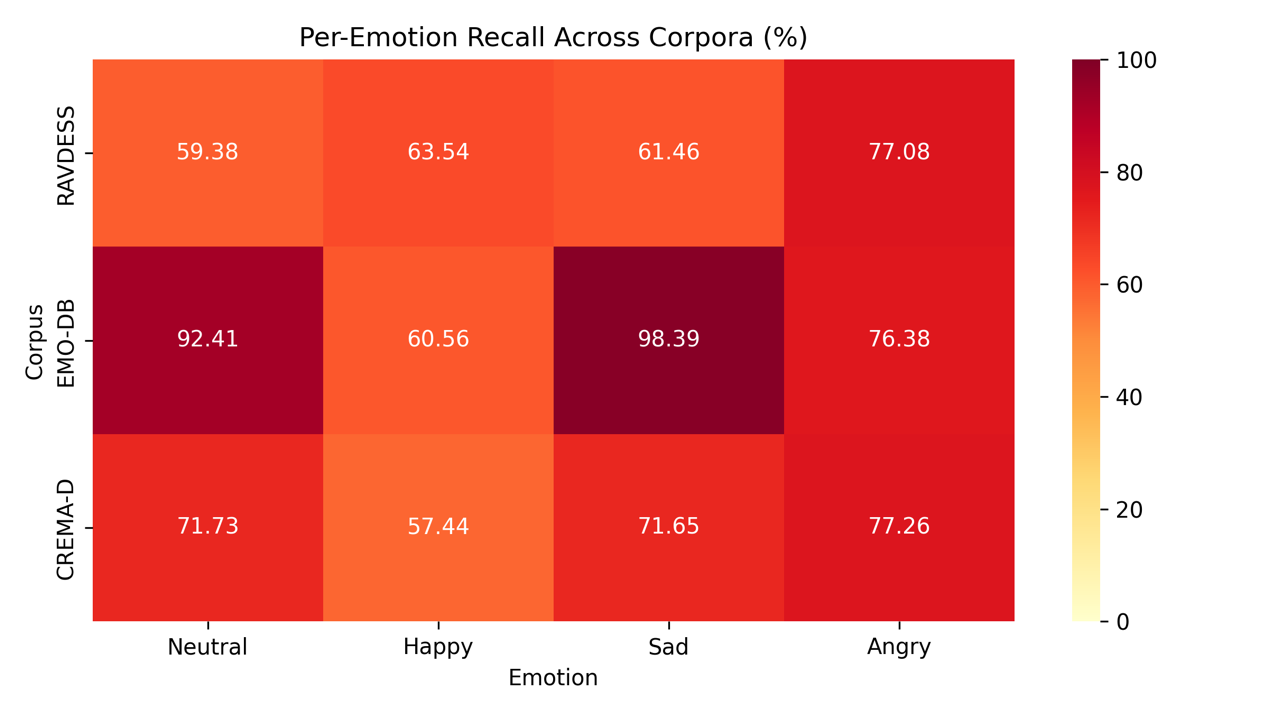 Per-Emotion Recall Across Corpora (%)
Corpus
RAVDESS
59.38 63.54 61.46 77.08
EMO-DB
92.41 60.56 98.39 76.38
CREMA-D
71.73 57.44 71.65 77.26
Neutral Happy Sad Angry
Emotion
100
80
60
40
20
0